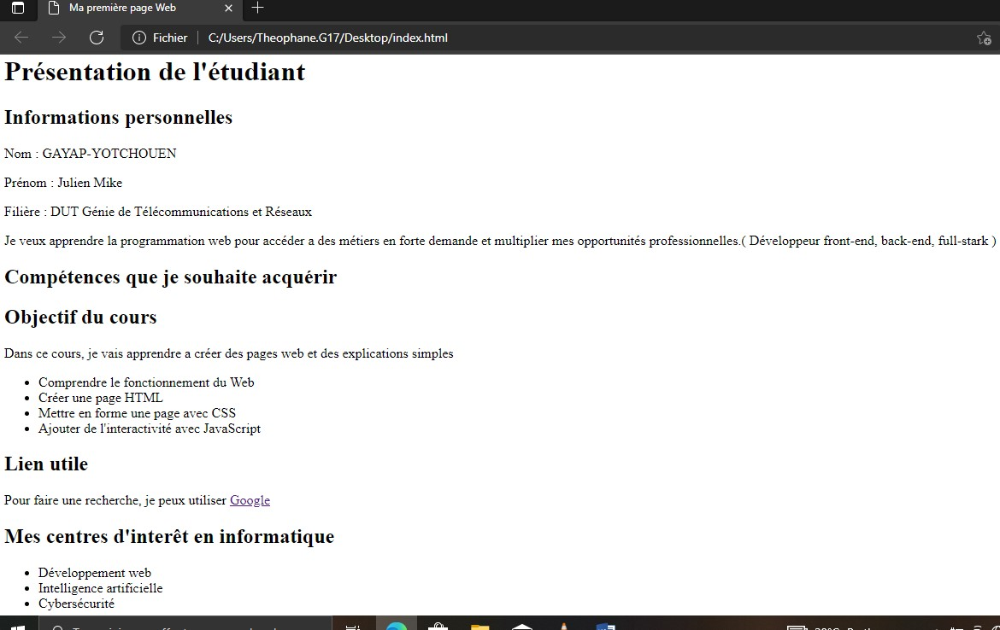 Ma première page Web
Fichier
C:/Users/Theophane.G17/Desktop/index.html
Présentation de l'étudiant
Informations personnelles
Nom : GAYAP-YOTCHOUEN
Prénom : Julien Mike
Filière : DUT Génie de Télécommunications et Réseaux
Je veux apprendre la programmation web pour accéder a des métiers en forte demande et multiplier mes opportunités professionnelles.( Développeur front-end, back-end, full-stark )
Compétences que je souhaite acquérir
Objectif du cours
Dans ce cours, je vais apprendre a créer des pages web et des explications simples
Comprendre le fonctionnement du Web
Créer une page HTML
Mettre en forme une page avec CSS
Ajouter de l'interactivité avec JavaScript
Lien utile
Pour faire une recherche, je peux utiliser Google
Mes centres d'interêt en informatique
Développement web
Intelligence artificielle
Cybersécurité